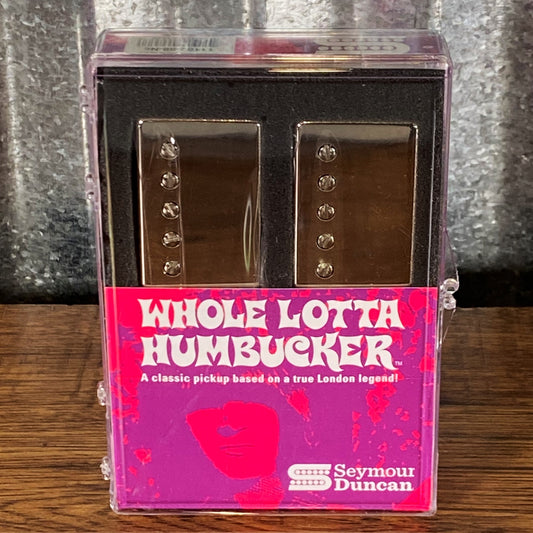 WHOLE LOTTA
HUMBUCKER™
A classic pickup based on a true London legend!
Seymour
Duncan